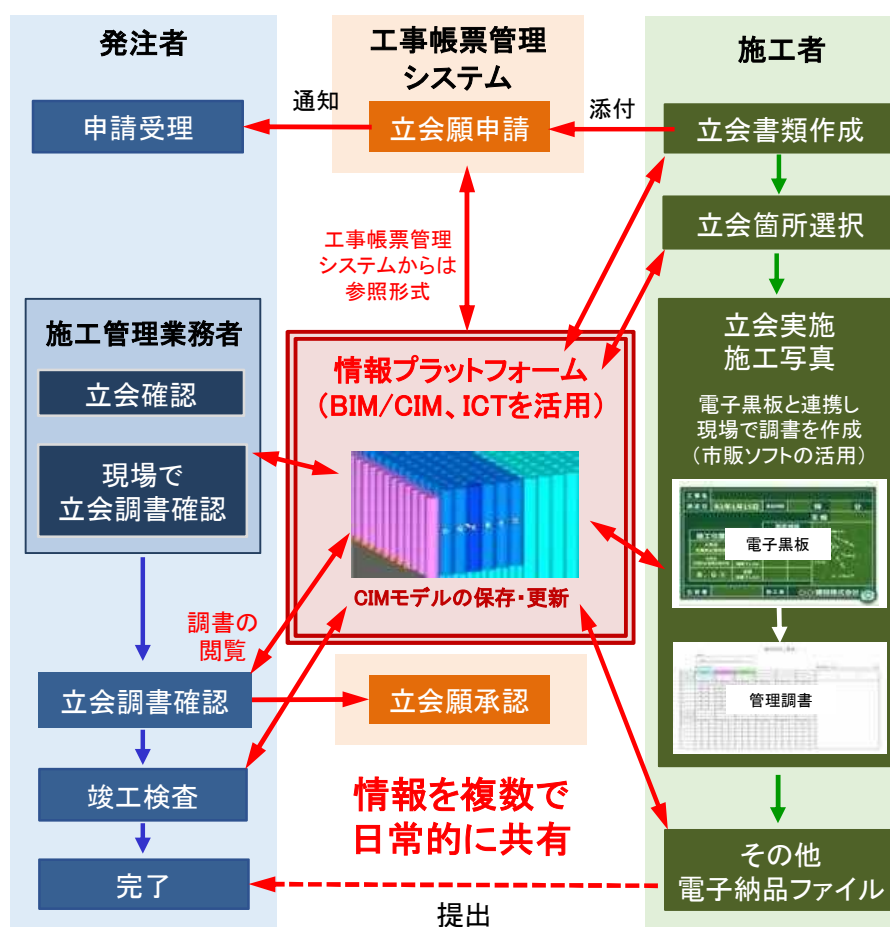 発注者
工事帳票管理
システム
施工者
通知
添付
申請受理
立会願申請
立会書類作成
立会箇所選択
工事帳票管理
システムからは
参照形式
施工管理業務者
立会確認
現場で
立会調書確認
情報プラットフォーム
(BIM/CIM、ICTを活用)
CIMモデルの保存・更新
立会実施
施工写真
電子黒板と連携し
現場で調書を作成
(市販ソフトの活用)
工事名
電子黒板
管理調書
調書の
閲覧
立会調書確認
立会願承認
竣工検査
情報を複数で
日常的に共有
完了
その他
電子納品ファイル
提出